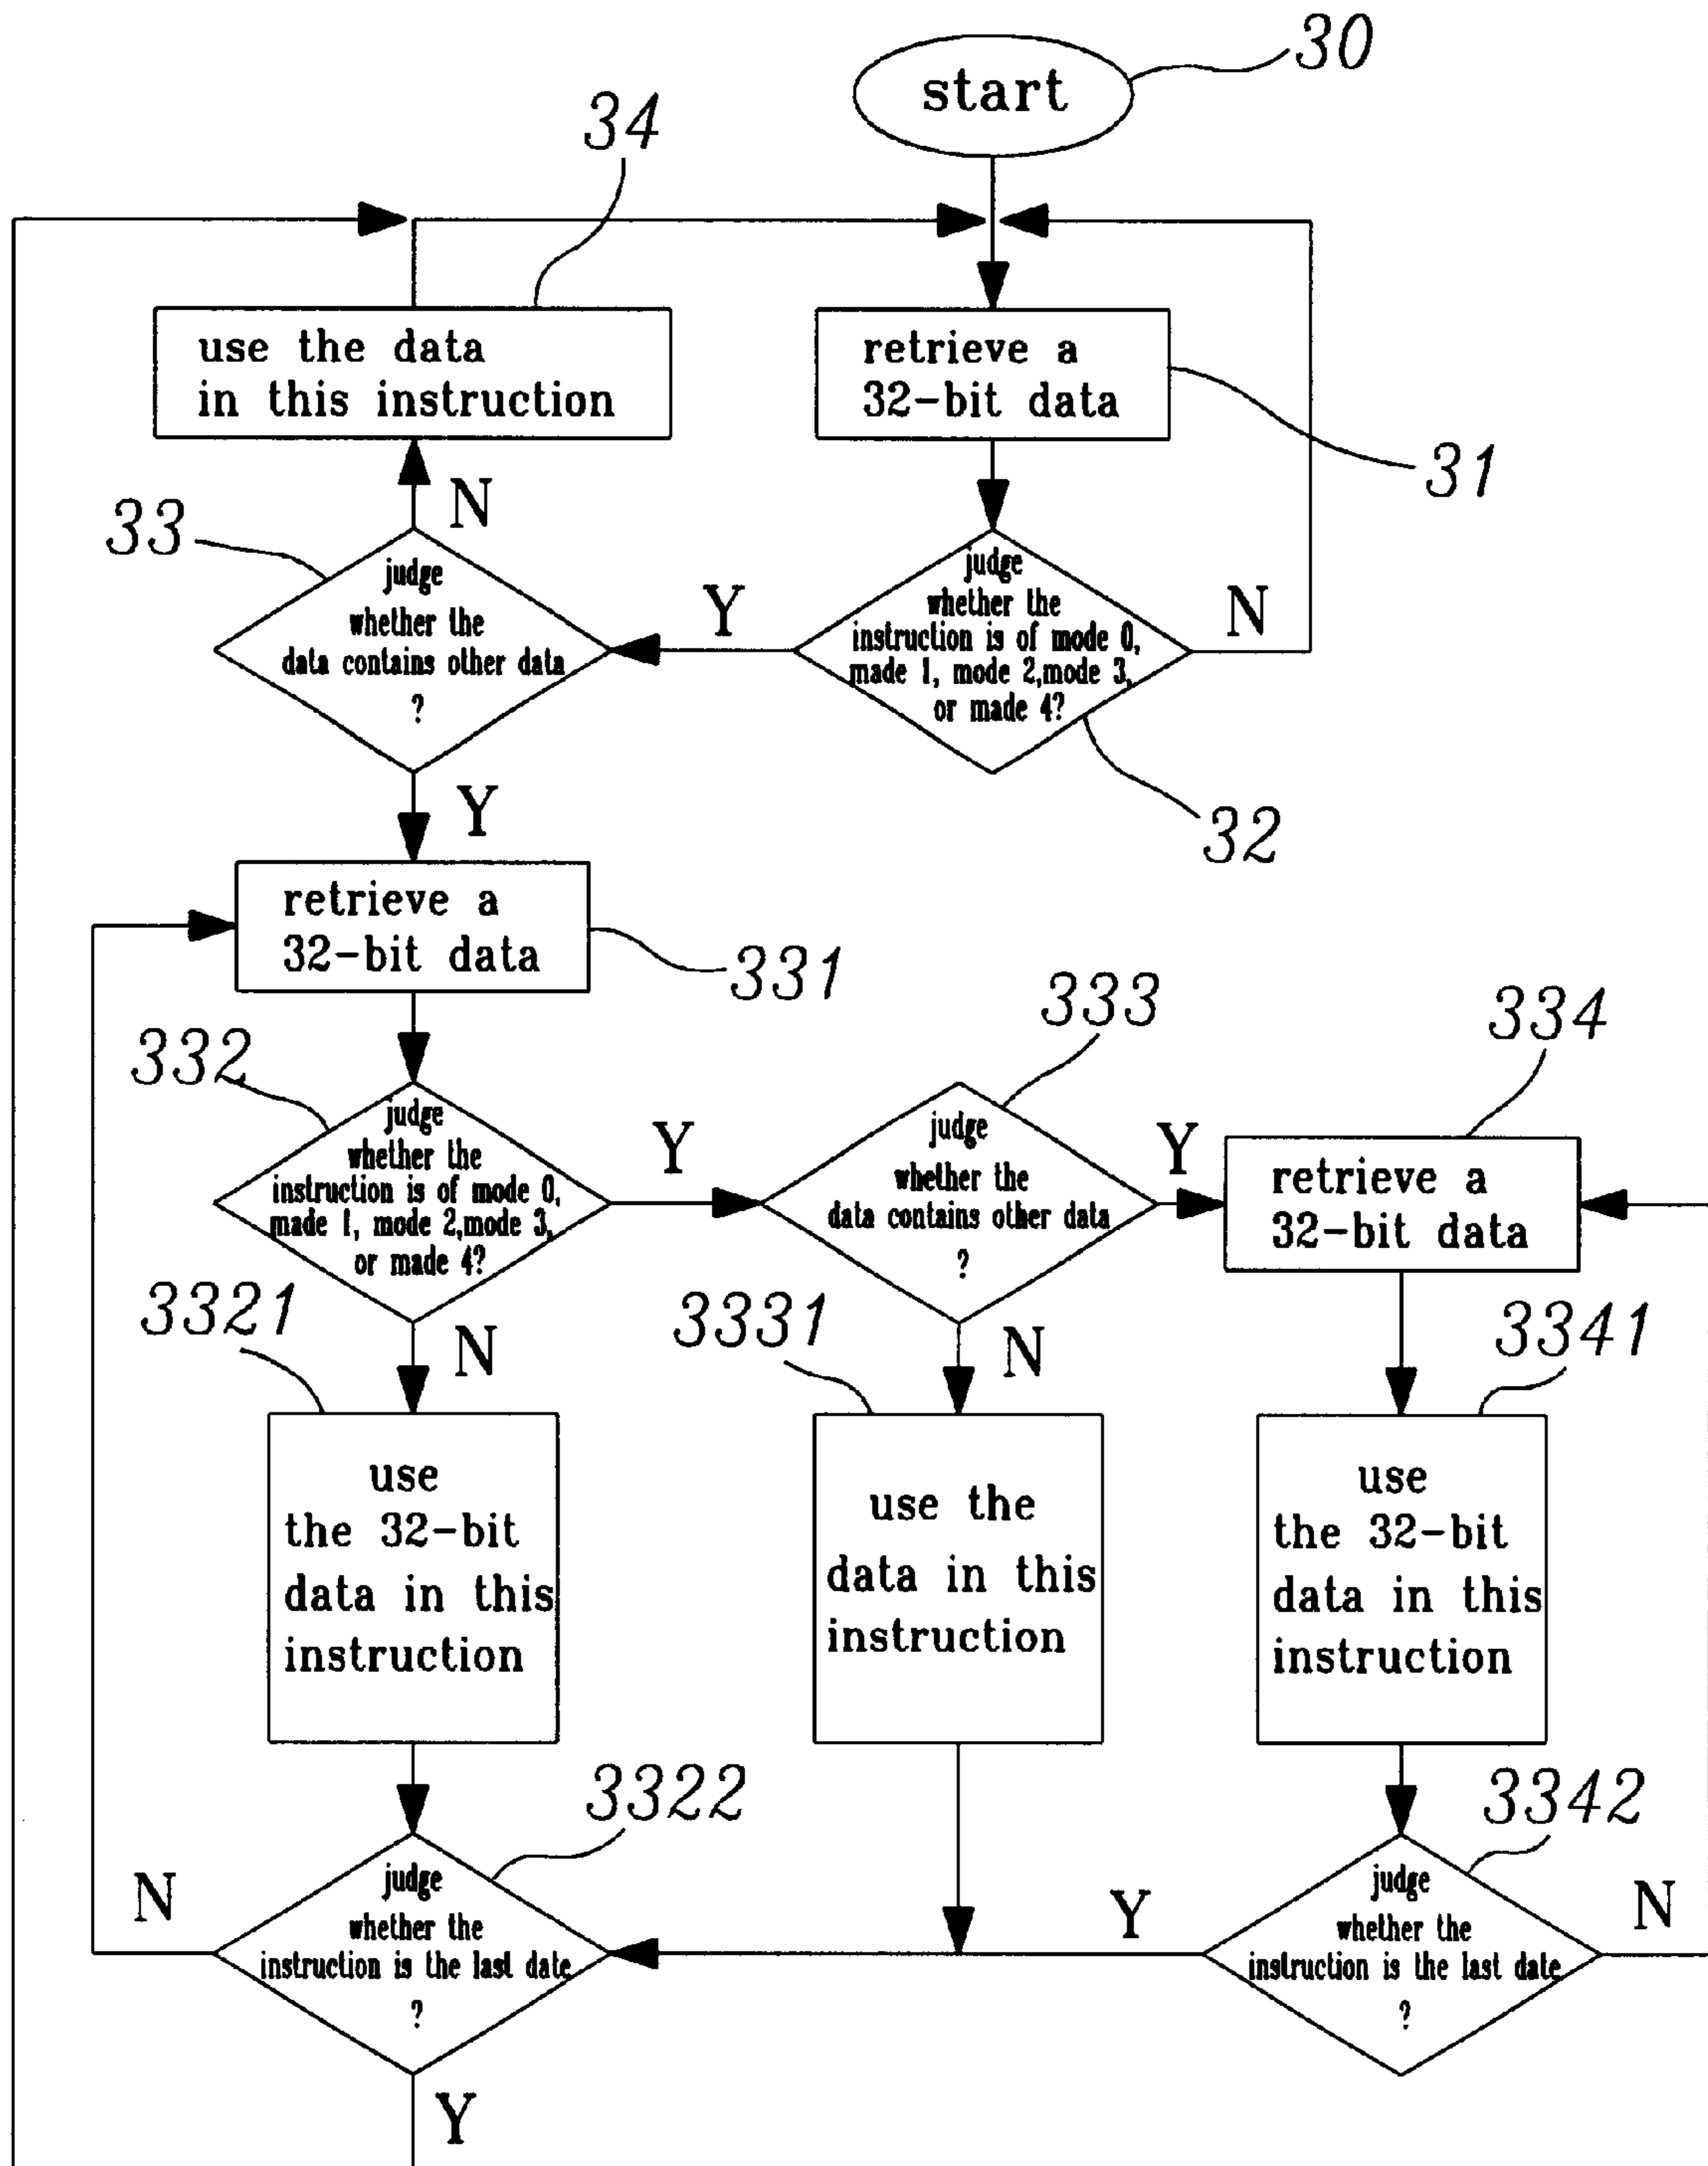 start
30
34
use the data
in this instruction
retrieve a
32-bit data
31
N
33
judge
whether the
data contains other data
?
Y
judge
whether the
instruction is of mode 0,
made 1, mode 2,mode 3,
or made 4?
N
32
Y
retrieve a
32-bit data
331
332
judge
whether the
instruction is of mode 0,
made 1, mode 2,mode 3,
or made 4?
Y
333
judge
whether the
data contains other data
?
Y
334
retrieve a
32-bit data
3321
N
3331
N
3341
use
the 32-bit
data in this
instruction
use the
data in this
instruction
use
the 32-bit
data in this
instruction
3322
3342
N
judge
whether the
instruction is the last date
?
Y
judge
whether the
instruction is the last date
?
N
Y